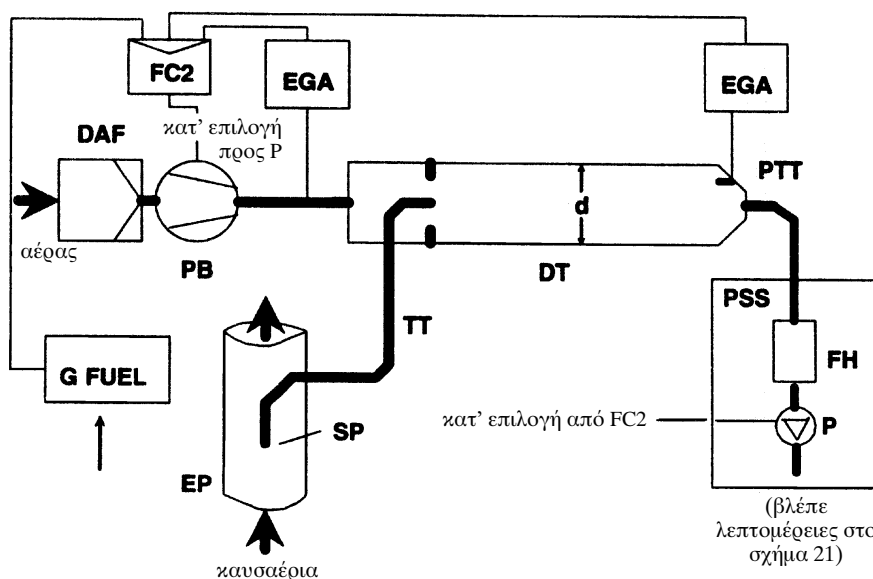 FC2
EGA
EGA
DAF
κατ' επιλογή
προς P
PTT
d
αέρας
PB
DT
PSS
TT
G FUEL
FH
SP
κατ' επιλογή από FC2
P
EP
(βλέπε
λεπτομέρειες στο
σχήμα 21)
καυσαέρια